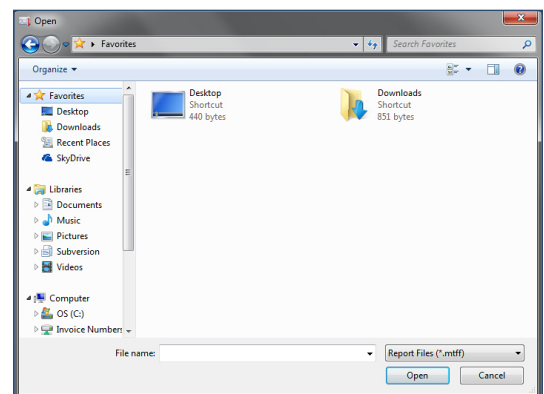 Open
Favorites
Search Favorites
Organize
Favorites
Desktop
Downloads
Recent Places
SkyDrive
Libraries
Documents
Music
Pictures
Subversion
Videos
Computer
OS (C:)
Invoice Numbers
Desktop
Shortcut
440 bytes
Downloads
Shortcut
851 bytes
File name:
Report Files (*.mtff)
Open
Cancel